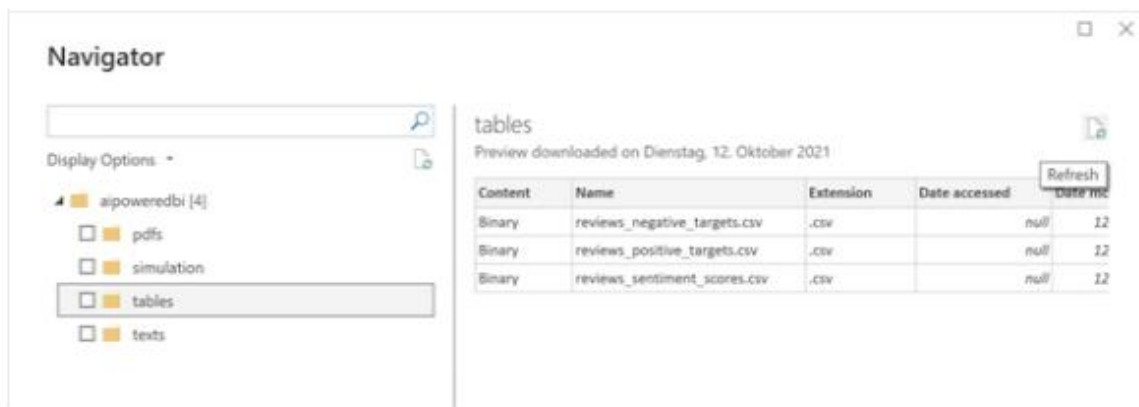 Navigator
Display Options
aipoweredbi [4]
pdfs
simulation
tables
texts
tables
Preview downloaded on Dienstag, 12. Oktober 2021
Refresh
Content Name Extension Date accessed Date mc
Binary reviews_negative_targets.csv .csv null 12
Binary reviews_positive_targets.csv .csv null 12
Binary reviews_sentiment_scores.csv .csv null 12